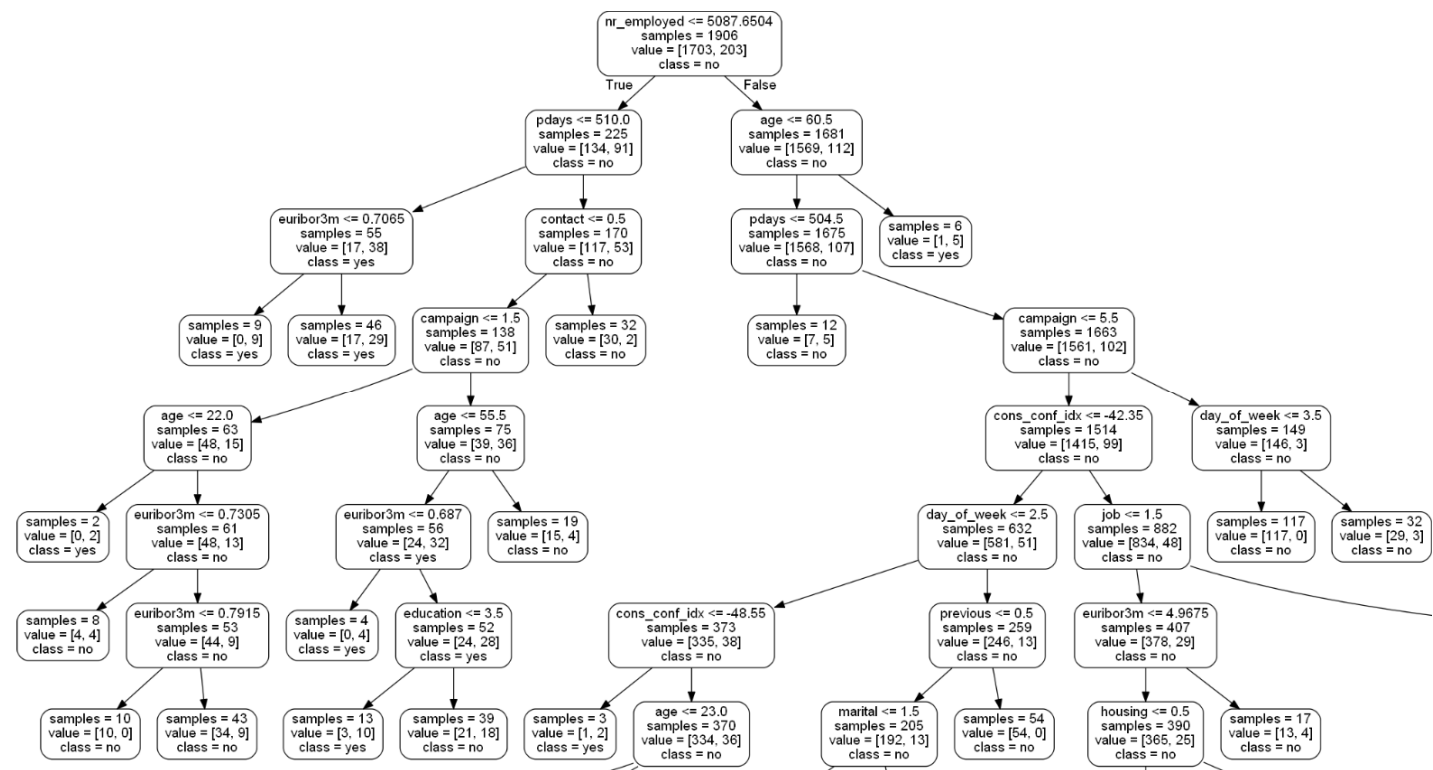 nr_employed <= 5087.6504
samples = 1906
value = [1703, 203]
class = no
True
False
pdays <= 510.0
samples = 225
value = [134, 91]
class = no
age <= 60.5
samples = 1681
value = [1569, 112]
class = no
euribor3m <= 0.7065
samples = 55
value = [17, 38]
class = yes
contact <= 0.5
samples = 170
value = [117, 53]
class = no
pdays <= 504.5
samples = 1675
value = [1568, 107]
class = no
samples = 6
value = [1, 5]
class = yes
samples = 9
value = [0, 9]
class = yes
samples = 46
value = [17, 29]
class = yes
campaign <= 1.5
samples = 138
value = [87, 51]
class = no
samples = 32
value = [30, 2]
class = no
samples = 12
value = [7, 5]
class = no
campaign <= 5.5
samples = 1663
value = [1561, 102]
class = no
age <= 22.0
samples = 63
value = [48, 15]
class = no
age <= 55.5
samples = 75
value = [39, 36]
class = no
cons_conf_idx <= -42.35
samples = 1514
value = [1415, 99]
class = no
day_of_week <= 3.5
samples = 149
value = [146, 3]
class = no
samples = 2
value = [0, 2]
class = yes
euribor3m <= 0.7305
samples = 61
value = [48, 13]
class = no
euribor3m <= 0.687
samples = 56
value = [24, 32]
class = yes
samples = 19
value = [15, 4]
class = no
day_of_week <= 2.5
samples = 632
value = [581, 51]
class = no
job <= 1.5
samples = 882
value = [834, 48]
class = no
samples = 117
value = [117, 0]
class = no
samples = 32
value = [29, 3]
class = no
samples = 8
value = [4, 4]
class = no
euribor3m <= 0.7915
samples = 53
value = [44, 9]
class = no
samples = 4
value = [0, 4]
class = yes
education <= 3.5
samples = 52
value = [24, 28]
class = yes
cons_conf_idx <= -48.55
samples = 373
value = [335, 38]
class = no
previous <= 0.5
samples = 259
value = [246, 13]
class = no
euribor3m <= 4.9675
samples = 407
value = [378, 29]
class = no
samples = 10
value = [10, 0]
class = no
samples = 43
value = [34, 9]
class = no
samples = 13
value = [3, 10]
class = yes
samples = 39
value = [21, 18]
class = no
samples = 3
value = [1, 2]
class = yes
age <= 23.0
samples = 370
value = [334, 36]
class = no
marital <= 1.5
samples = 205
value = [192, 13]
class = no
samples = 54
value = [54, 0]
class = no
housing <= 0.5
samples = 390
value = [365, 25]
class = no
samples = 17
value = [13, 4]
class = no